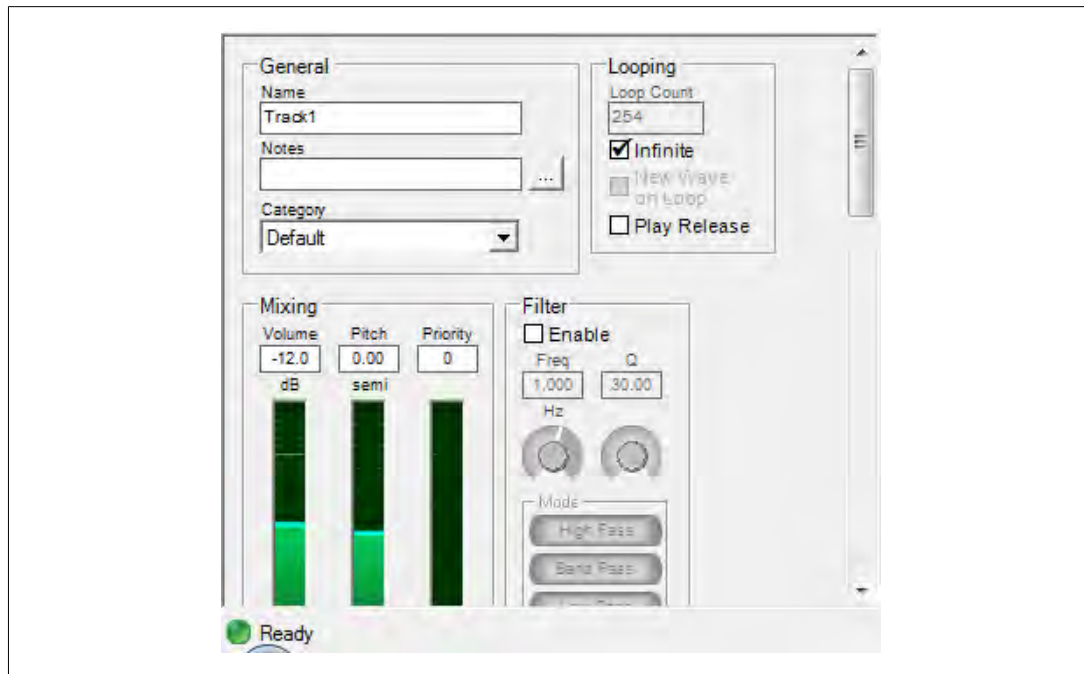 General
Name
Track1
Notes
...
Category
Default
Looping
Loop Count
254
Infinite
New Wave
on Loop
Play Release
Mixing
Volume Pitch Priority
-12.0 0.00 0
dB semi
Filter
Enable
Freq Q
1,000 30.00
Hz
Mode
High Pass
Band Pass
Low Pass
Ready